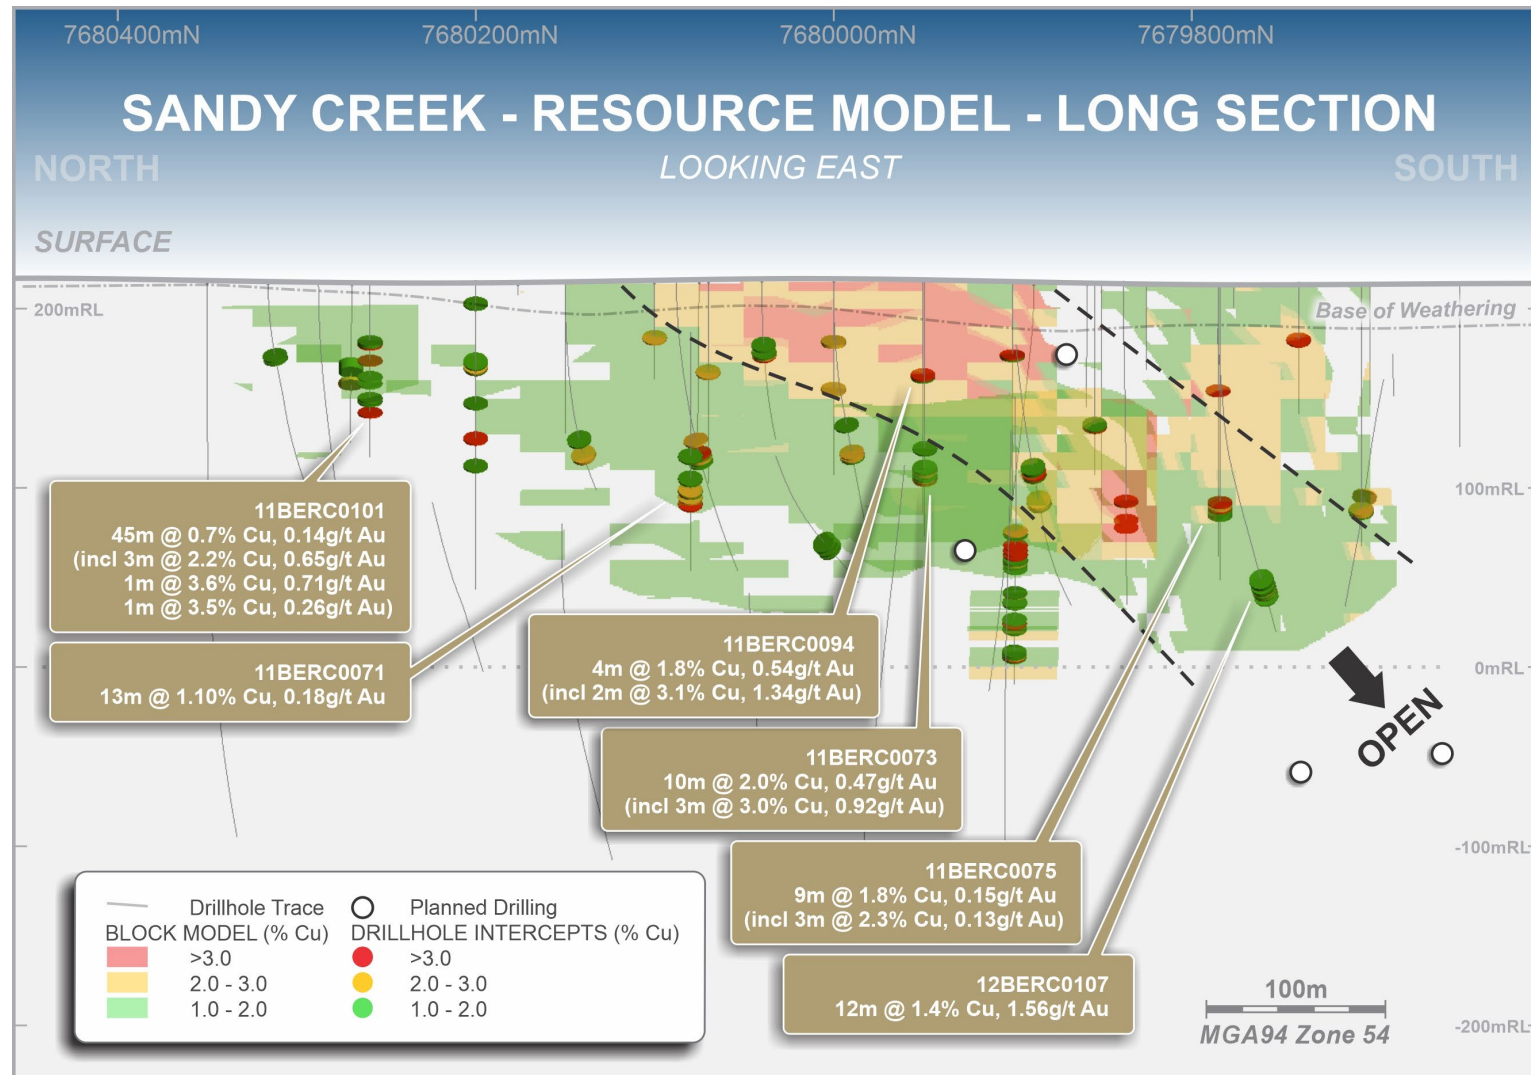 7680400mN 7680200mN 7680000mN 7679800mN
SANDY CREEK - RESOURCE MODEL - LONG SECTION
NORTH LOOKING EAST SOUTH
SURFACE
200mRL
Base of Weathering
100mRL
11BERC0101
45m @ 0.7% Cu, 0.14g/t Au
(incl 3m @ 2.2% Cu, 0.65g/t Au
1m @ 3.6% Cu, 0.71g/t Au
1m @ 3.5% Cu, 0.26g/t Au)
11BERC0071
13m @ 1.10% Cu, 0.18g/t Au
11BERC0094
4m @ 1.8% Cu, 0.54g/t Au
(incl 2m @ 3.1% Cu, 1.34g/t Au)
0mRL
OPEN
11BERC0073
10m @ 2.0% Cu, 0.47g/t Au
(incl 3m @ 3.0% Cu, 0.92g/t Au)
-100mRL
11BERC0075
9m @ 1.8% Cu, 0.15g/t Au
(incl 3m @ 2.3% Cu, 0.13g/t Au)
12BERC0107
12m @ 1.4% Cu, 1.56g/t Au
Drillhole Trace Planned Drilling
BLOCK MODEL (% Cu) DRILLHOLE INTERCEPTS (% Cu)
>3.0 >3.0
2.0 - 3.0 2.0 - 3.0
1.0 - 2.0 1.0 - 2.0
100m
MGA94 Zone 54
-200mRL